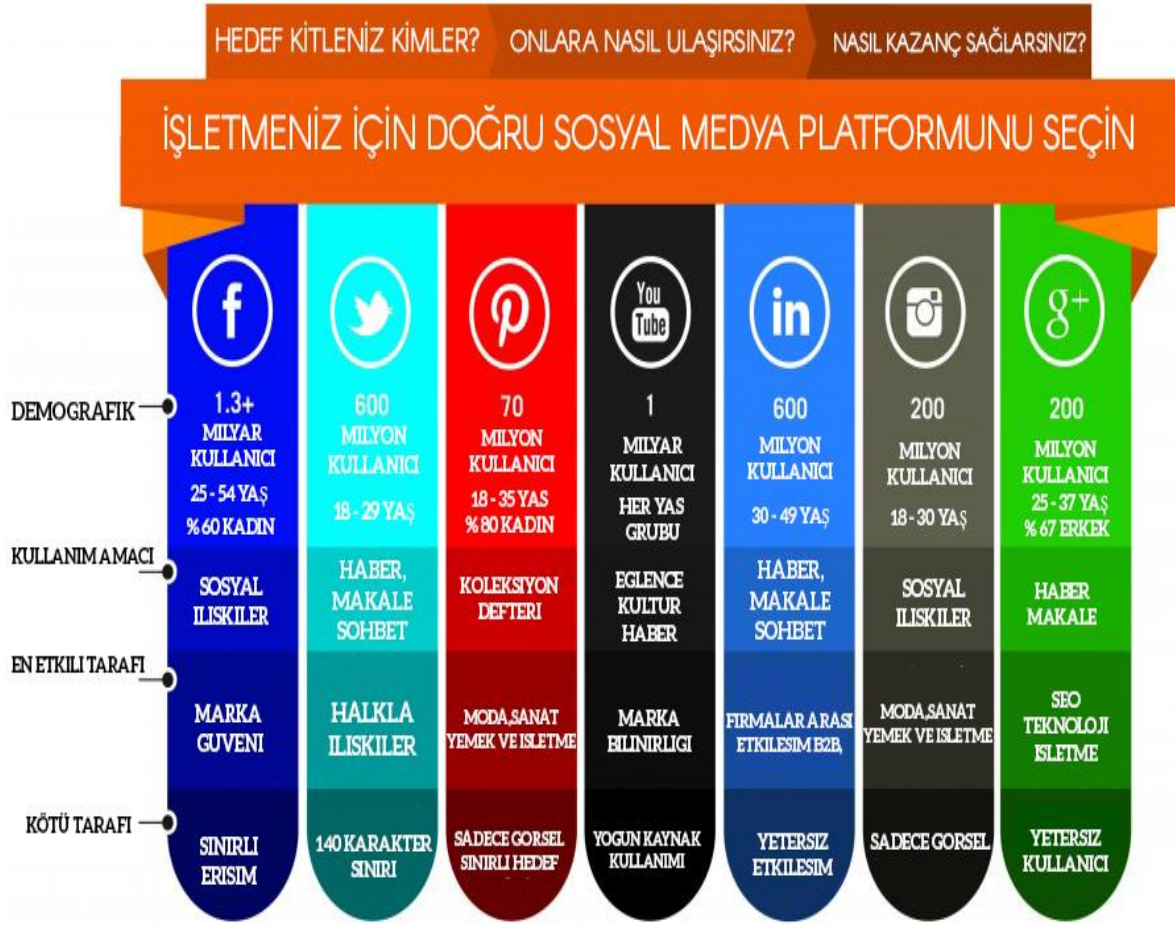 HEDEF KİTLENİZ KİMLER?
ONLARA NASIL ULAŞIRSINIZ?
NASIL KAZANÇ SAĞLARSINIZ?
İŞLETMENİZ İÇİN DOĞRU SOSYAL MEDYA PLATFORMUNU SEÇİN
f
You
Tube
in
g+
DEMOGRAFIK
1.3+
MILYAR
KULLANICI
25 - 54 YAŞ
% 60 KADIN
600
MILYON
KULLANICI
18 - 29 YAŞ
70
MILYON
KULLANICI
18 - 35 YAS
% 80 KADIN
1
MILYAR
KULLANICI
HER YAS
GRUBU
600
MILYON
KULLANICI
30 - 49 YAŞ
200
MILYON
KULLANICI
18 - 30 YAŞ
200
MILYON
KULLANICI
25 - 37 YAŞ
% 67 ERKEK
KULLANIM AMACI
SOSYAL
ILISKILER
HABER,
MAKALE
SOHBET
KOLEKSIYON
DEFTERI
EGLENCE
KULTUR
HABER
HABER,
MAKALE
SOHBET
SOSYAL
ILISKILER
HABER
MAKALE
EN ETKILI TARAFI
MARKA
GUVENI
HALKLA
ILISKILER
MODA,SANAT
YEMEK VE ISLETME
MARKA
BILINIRLIGI
FIRMALAR ARASI
ETKILESIM B2B,
MODA,SANAT
YEMEK VE ISLETME
SEO
TEKNOLOJI
ISLETME
KÖTÜ TARAFI
SINIRLI
ERISIM
140 KARAKTER
SINIRI
SADECE GORSEL
SINIRLI HEDEF
YOGUN KAYNAK
KULLANIMI
YETERSIZ
ETKILESIM
SADECE GORSEL
YETERSIZ
KULLANICI